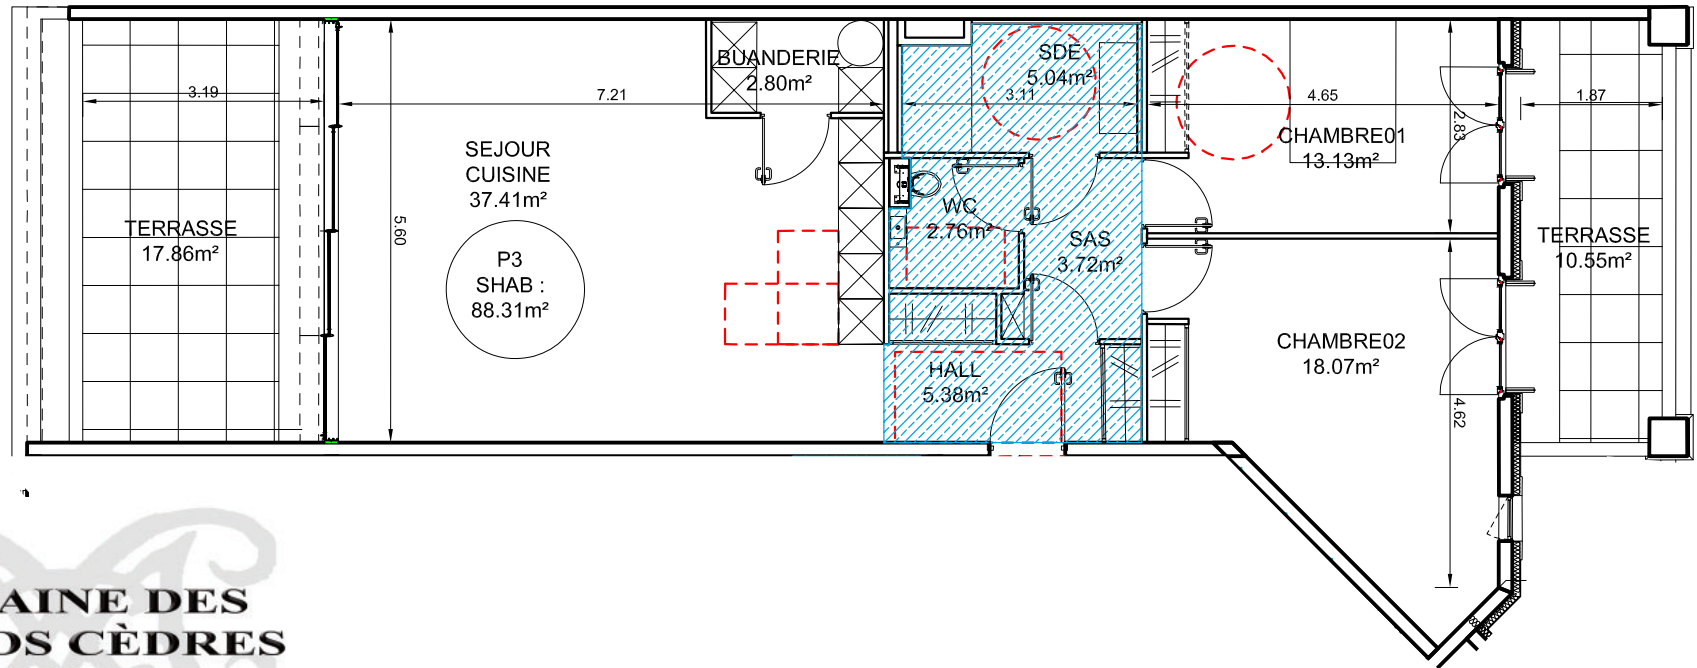 BUANDERIE
2.80m²
SDE
5.04m²
3.19
7.21
3.11
4.65
1.87
2.83
CHAMBRE01
13.13m²
SEJOUR
CUISINE
37.41m²
5.60
WC
2.76m²
TERRASSE
17.86m²
SAS
3.72m²
TERRASSE
10.55m²
P3
SHAB :
88.31m²
CHAMBRE02
18.07m²
HALL
5.38m²
4.62
AINE DES
OS CÈDRES